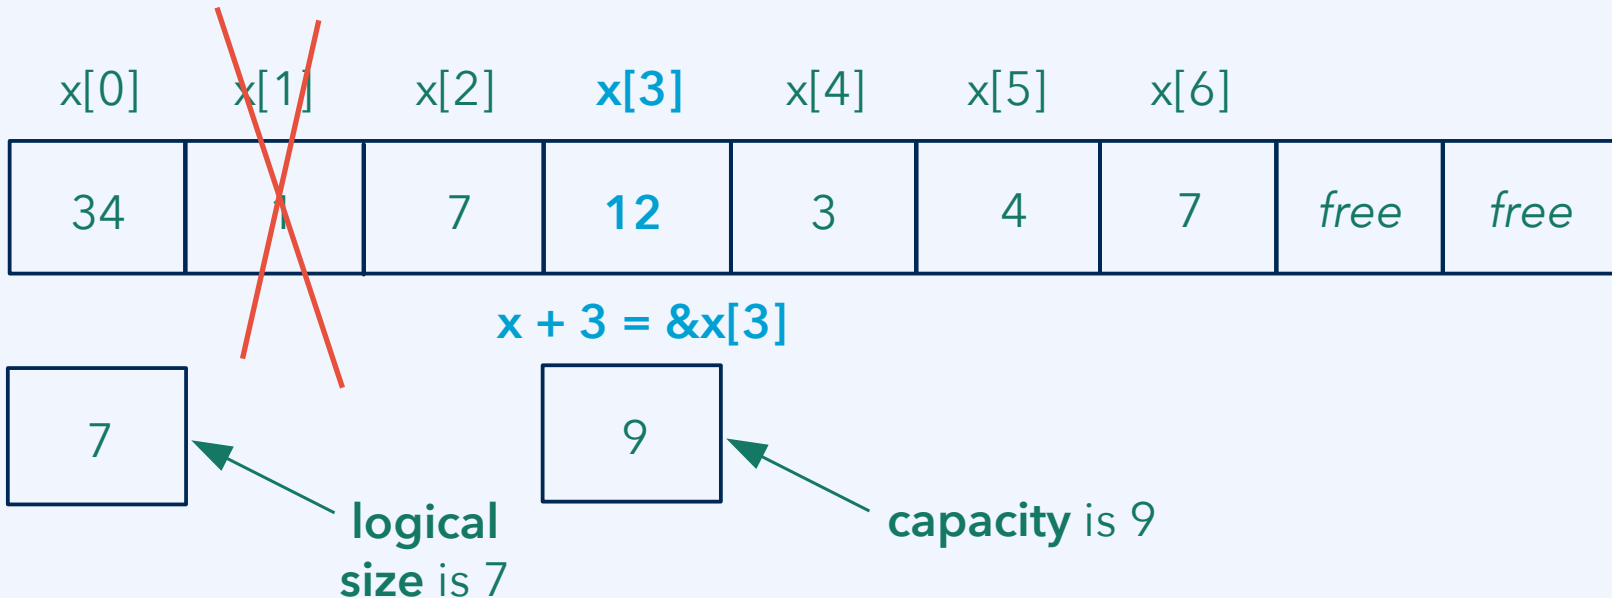 x[0] x[1] x[2] x[3] x[4] x[5] x[6]
34 1 7 12 3 4 7 free free
x + 3 = &x[3]
7 9
logical
size is 7
capacity is 9